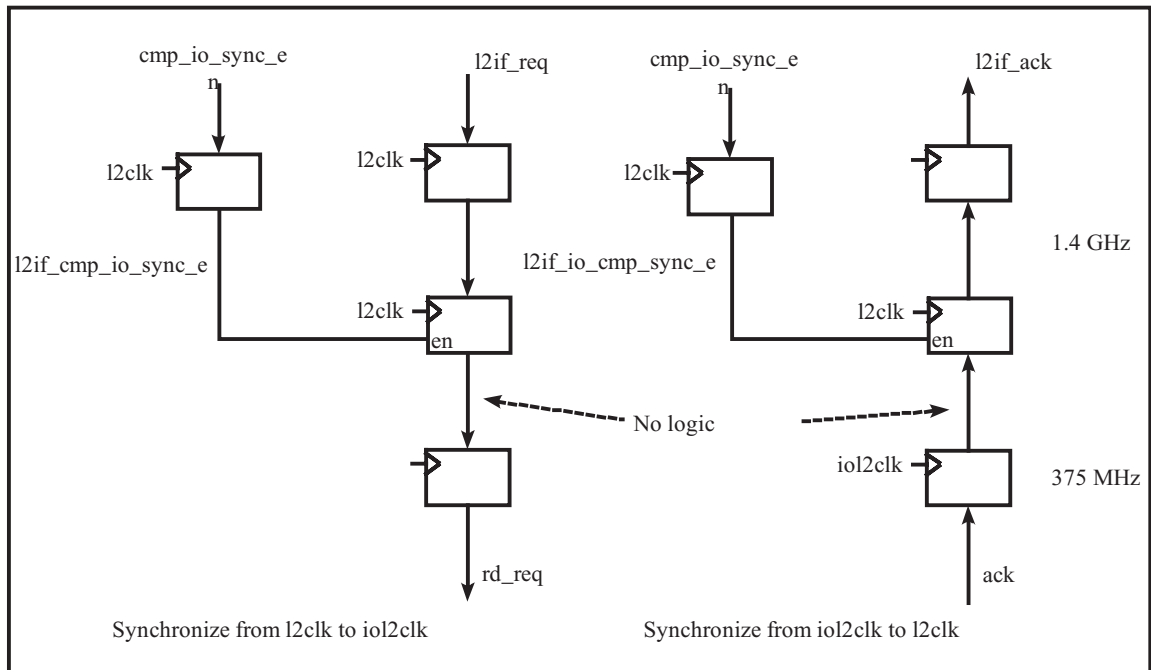 cmp_io_sync_e
n
l2if_req
l2clk
l2clk
l2if_cmp_io_sync_e
l2clk
en
rd_req
Synchronize from l2clk to iol2clk
cmp_io_sync_e
n
l2if_ack
l2clk
1.4 GHz
l2if_io_cmp_sync_e
l2clk
en
No logic
iol2clk
375 MHz
ack
Synchronize from iol2clk to l2clk